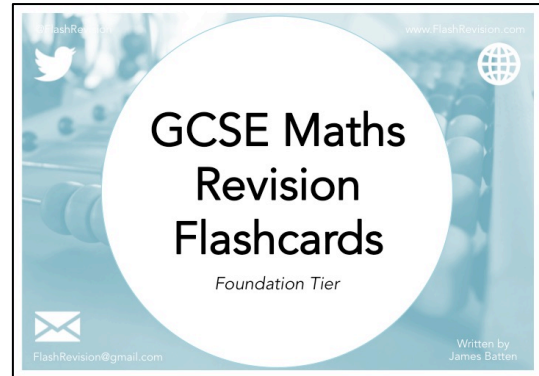 FlashRevision
www.FlashRevision.com
GCSE Maths
Revision
Flashcards
Foundation Tier
FlashRevision@gmail.com
Written by
James Batten